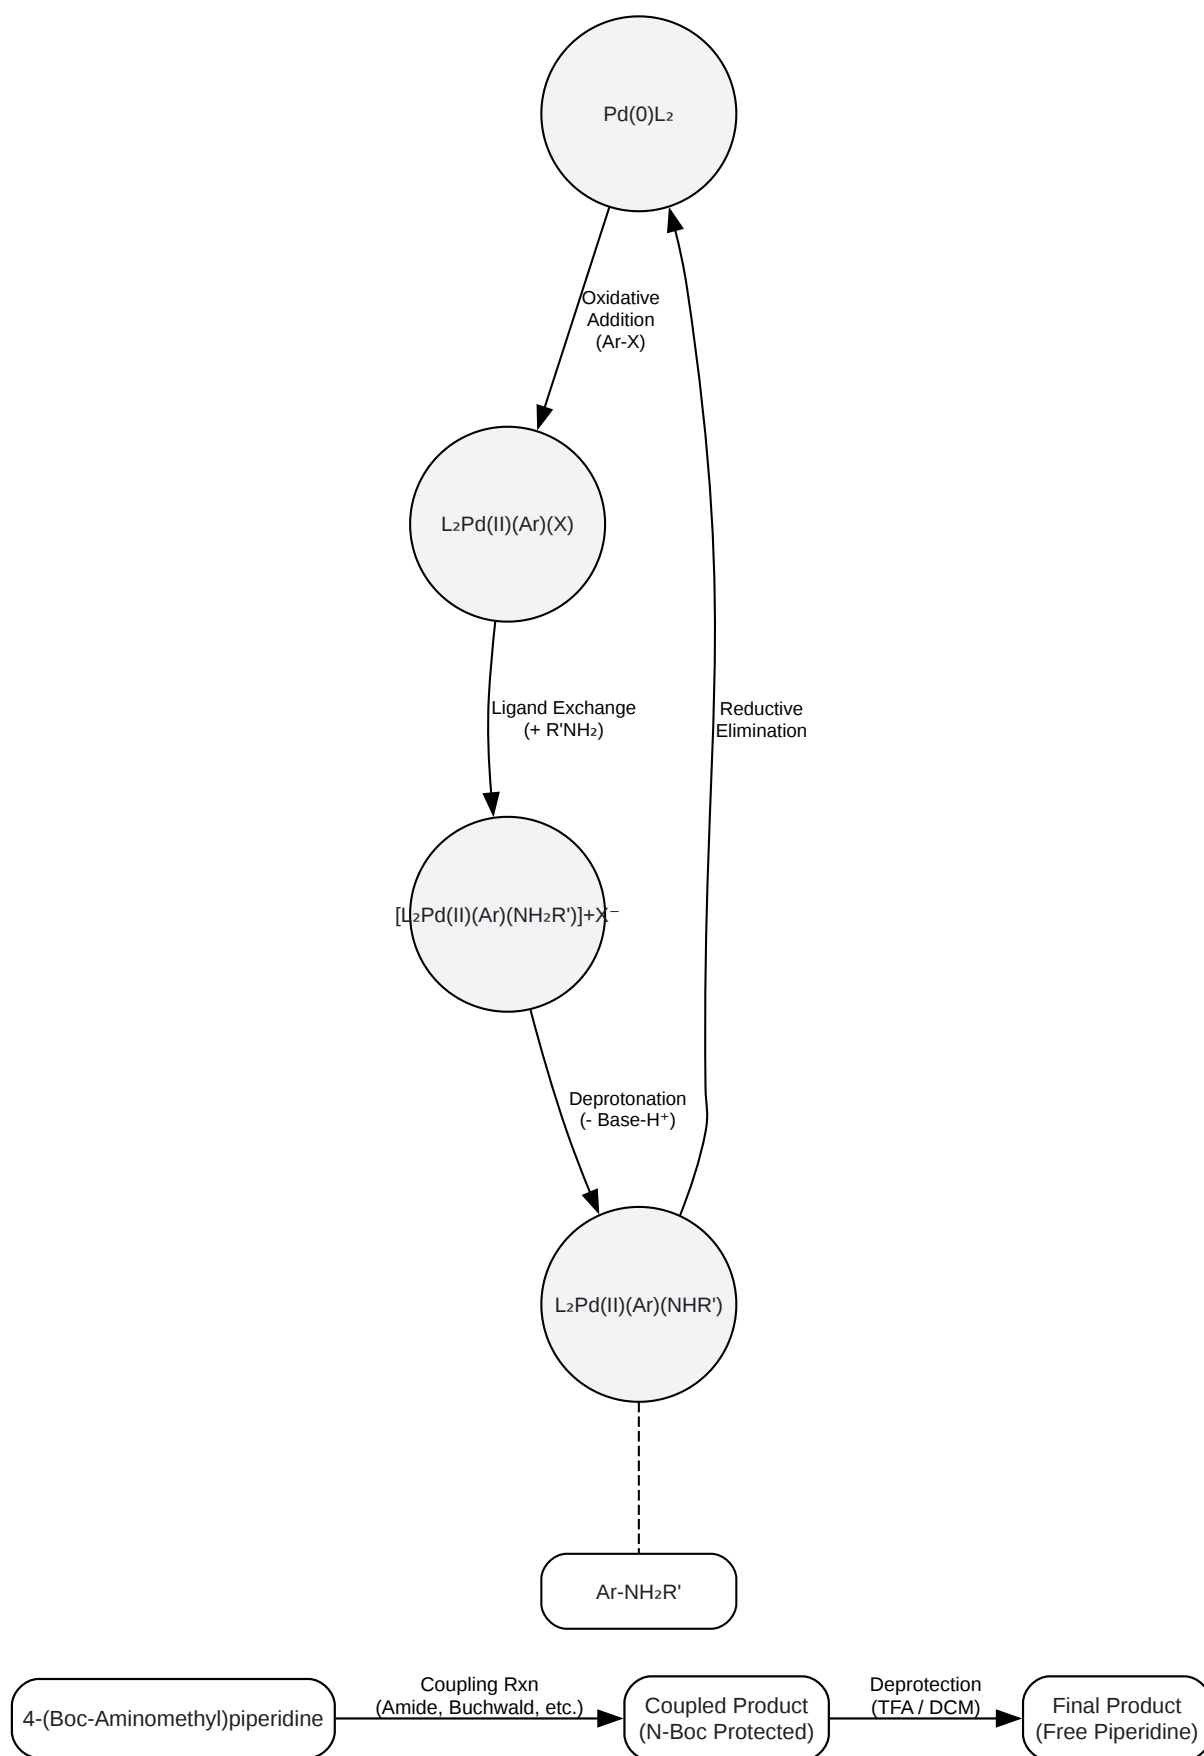 Pd(0)L₂
Oxidative
Addition
(Ar-X)
L₂Pd(II)(Ar)(X)
Ligand Exchange
(+ R'NH₂)
Reductive
Elimination
[L₂Pd(II)(Ar)(NH₂R')]+X⁻
Deprotonation
(- Base-H⁺)
L₂Pd(II)(Ar)(NHR')
Ar-NH₂R'
4-(Boc-Aminomethyl)piperidine
Coupling Rxn
(Amide, Buchwald, etc.)
Coupled Product
(N-Boc Protected)
Deprotection
(TFA / DCM)
Final Product
(Free Piperidine)